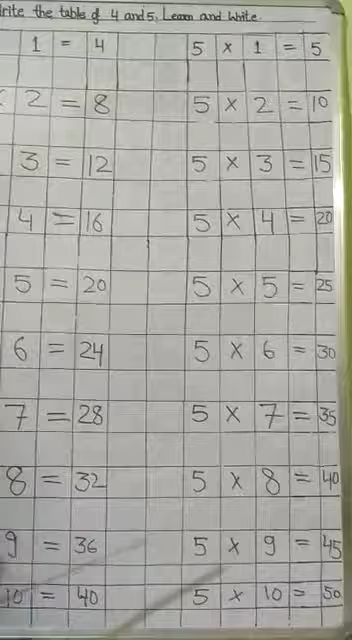 rite the table of 4 and 5. Learn and white.
1 = 4 5 × 1 = 5
× 2 = 8 5 × 2 = 10
3 = 12 5 × 3 = 15
4 = 16 5 × 4 = 20
5 = 20 5 × 5 = 25
6 = 24 5 × 6 = 30
7 = 28 5 × 7 = 35
8 = 32 5 × 8 = 40
9 = 36 5 × 9 = 45
10 = 40 5 × 10 = 50